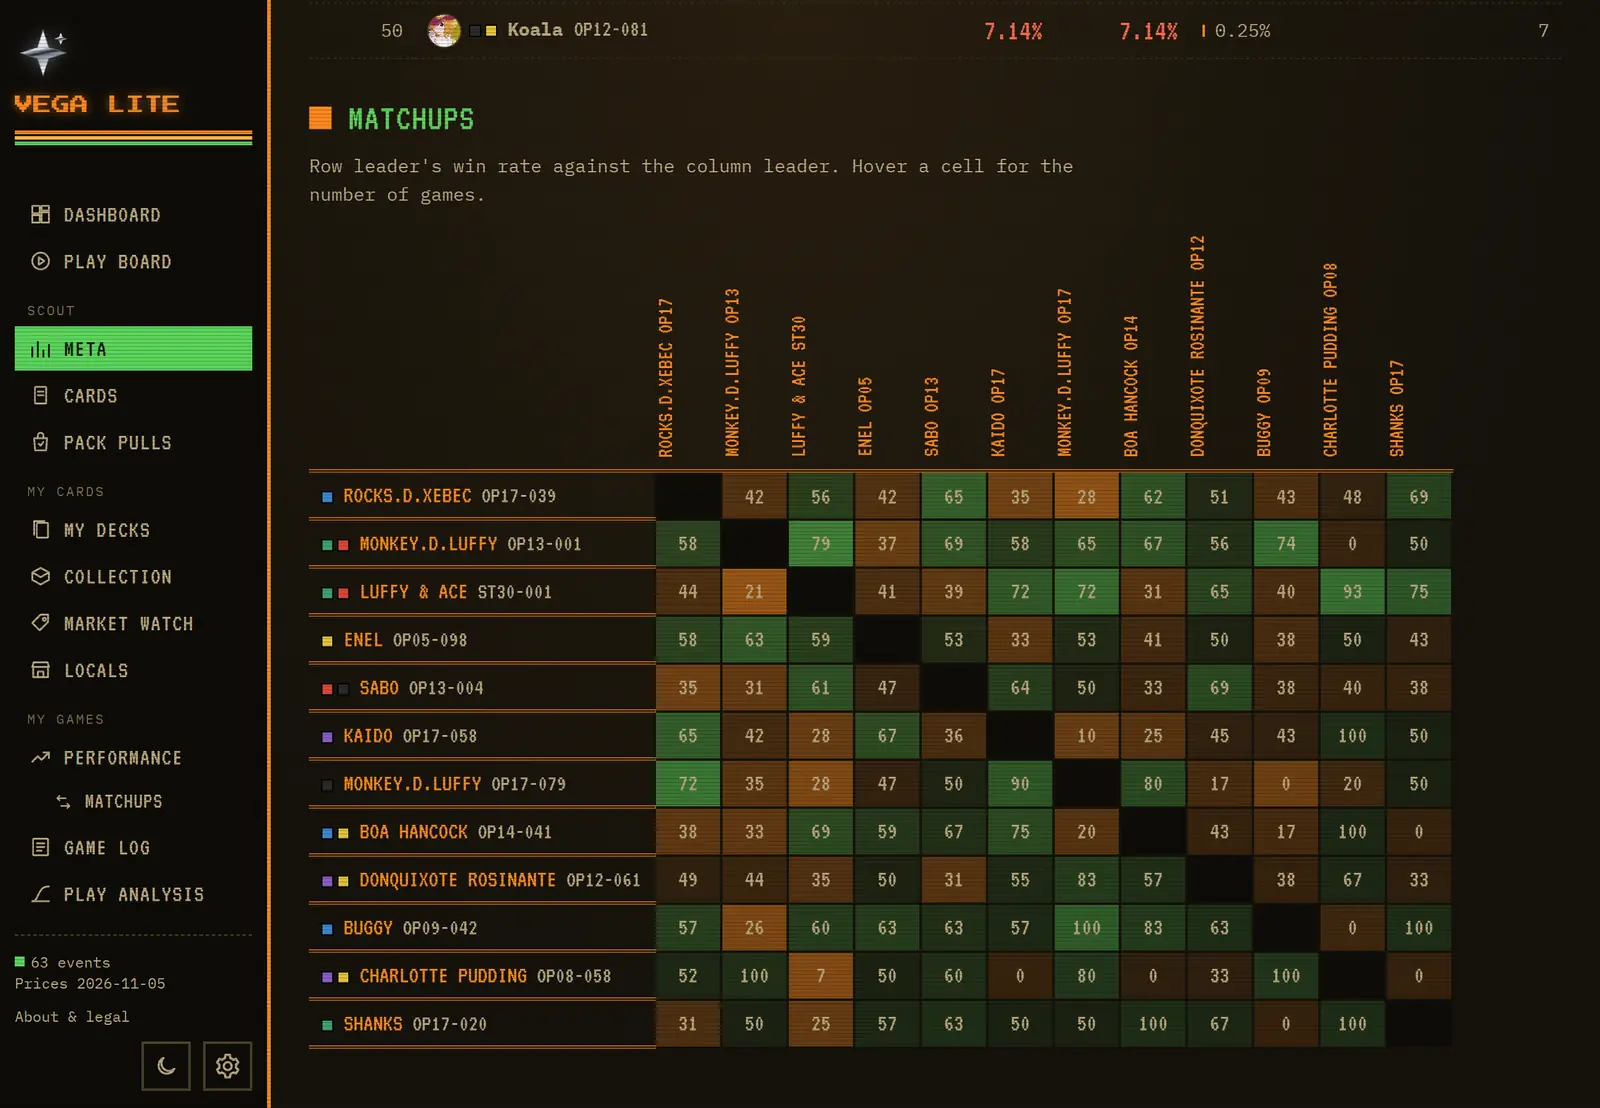 50 Koala OP12-081 7.14% 7.14% 0.25% 7
VEGA LITE
DASHBOARD
PLAY BOARD
SCOUT
META
CARDS
PACK PULLS
MY CARDS
MY DECKS
COLLECTION
MARKET WATCH
LOCALS
MY GAMES
PERFORMANCE
MATCHUPS
GAME LOG
PLAY ANALYSIS
63 events
Prices 2026-11-05
About & legal
MATCHUPS
Row leader's win rate against the column leader. Hover a cell for the
number of games.
ROCKS.D.XEBEC OP17
MONKEY.D.LUFFY OP13
LUFFY & ACE ST30
ENEL OP05
SABO OP13
KAIDO OP17
MONKEY.D.LUFFY OP17
BOA HANCOCK OP14
DONQUIXOTE ROSINANTE OP12
BUGGY OP09
CHARLOTTE PUDDING OP08
SHANKS OP17
ROCKS.D.XEBEC OP17-039 42 56 42 65 35 28 62 51 43 48 69
MONKEY.D.LUFFY OP13-001 58 79 37 69 58 65 67 56 74 0 50
LUFFY & ACE ST30-001 44 21 41 39 72 72 31 65 40 93 75
ENEL OP05-098 58 63 59 53 33 53 41 50 38 50 43
SABO OP13-004 35 31 61 47 64 50 33 69 38 40 38
KAIDO OP17-058 65 42 28 67 36 10 25 45 43 100 50
MONKEY.D.LUFFY OP17-079 72 35 28 47 50 90 80 17 0 20 50
BOA HANCOCK OP14-041 38 33 69 59 67 75 20 43 17 100 0
DONQUIXOTE ROSINANTE OP12-061 49 44 35 50 31 55 83 57 38 67 33
BUGGY OP09-042 57 26 60 63 63 57 100 83 63 0 100
CHARLOTTE PUDDING OP08-058 52 100 7 50 60 0 80 0 33 100 0
SHANKS OP17-020 31 50 25 57 63 50 50 100 67 0 100